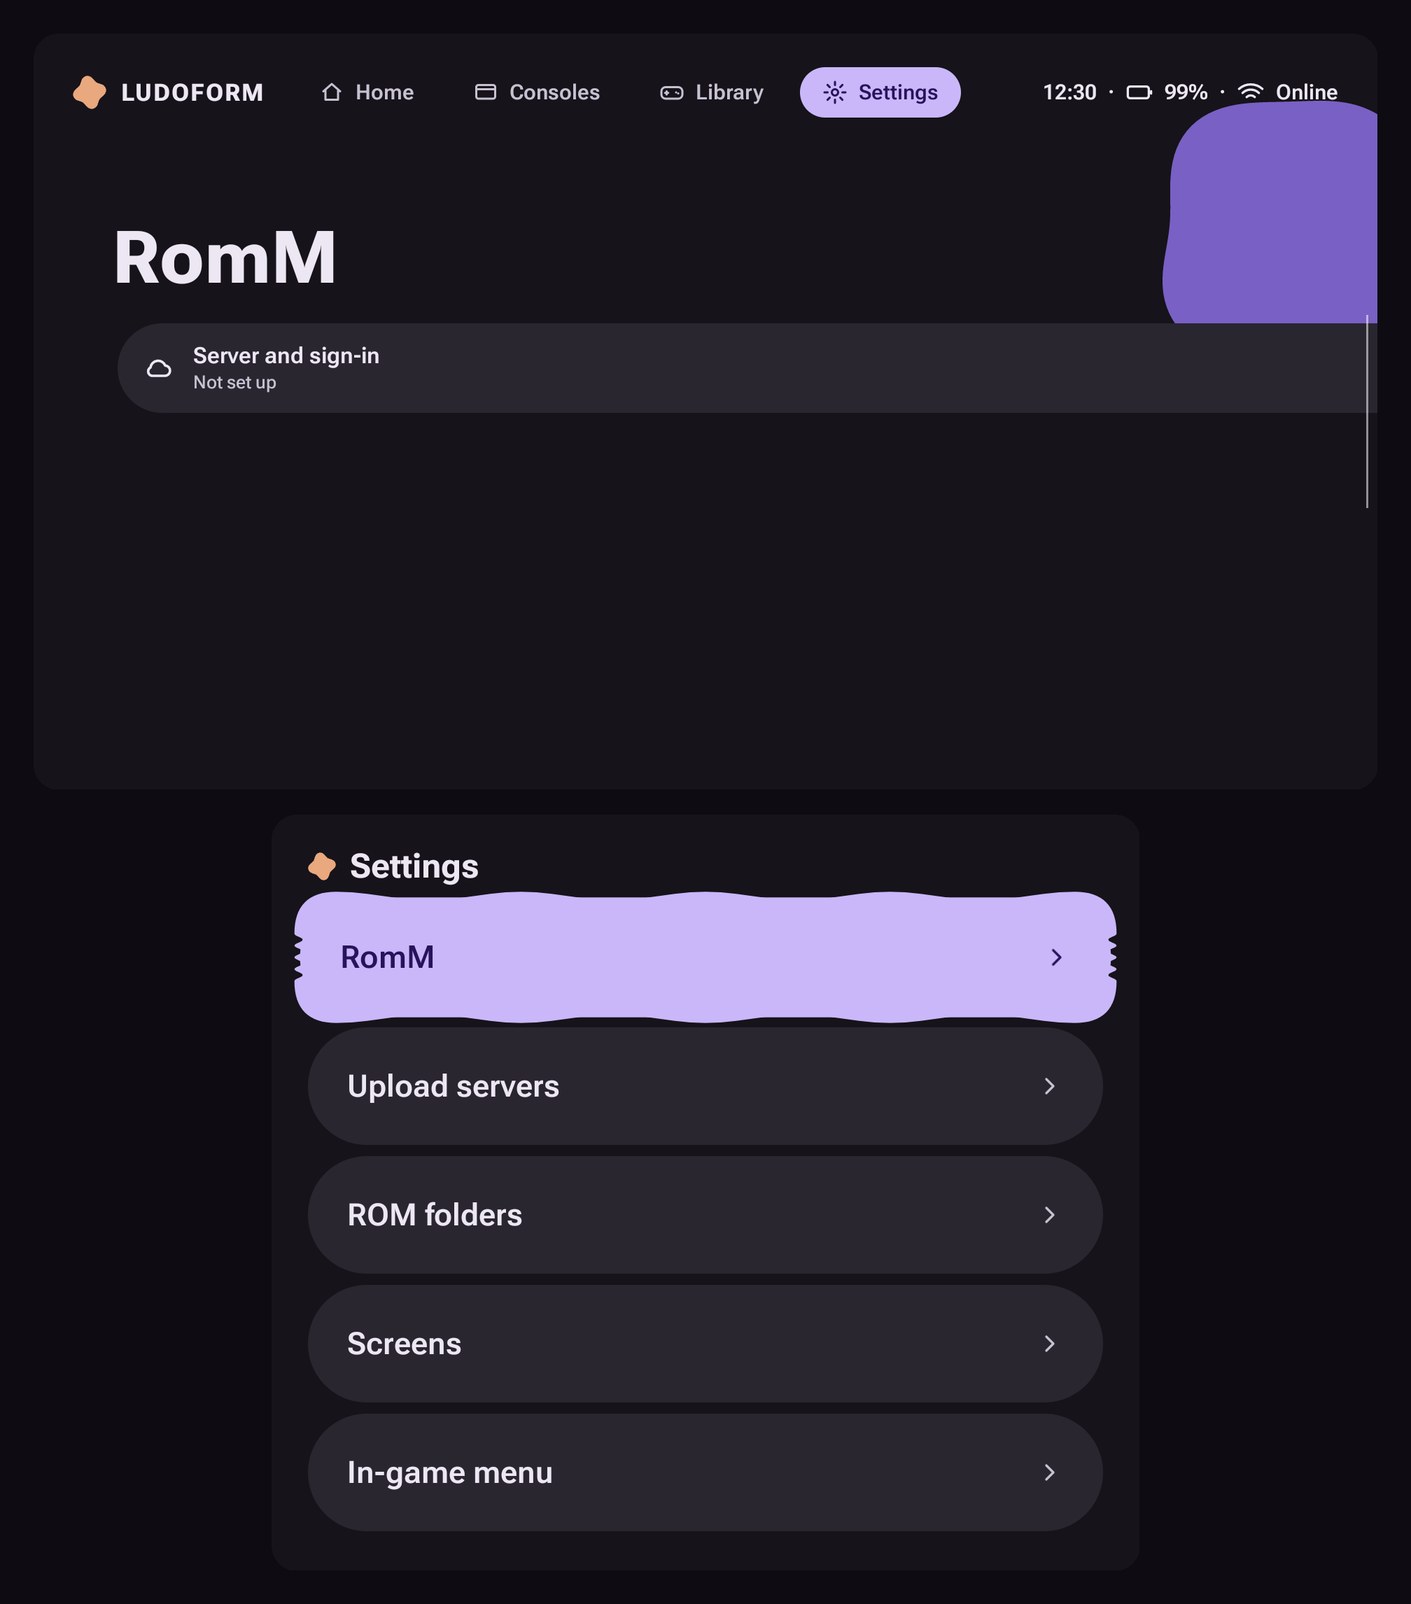 LUDOFORM Home Consoles Library Settings 12:30 · 99% · Online
RomM
Server and sign-in
Not set up
Settings
RomM
Upload servers
ROM folders
Screens
In-game menu